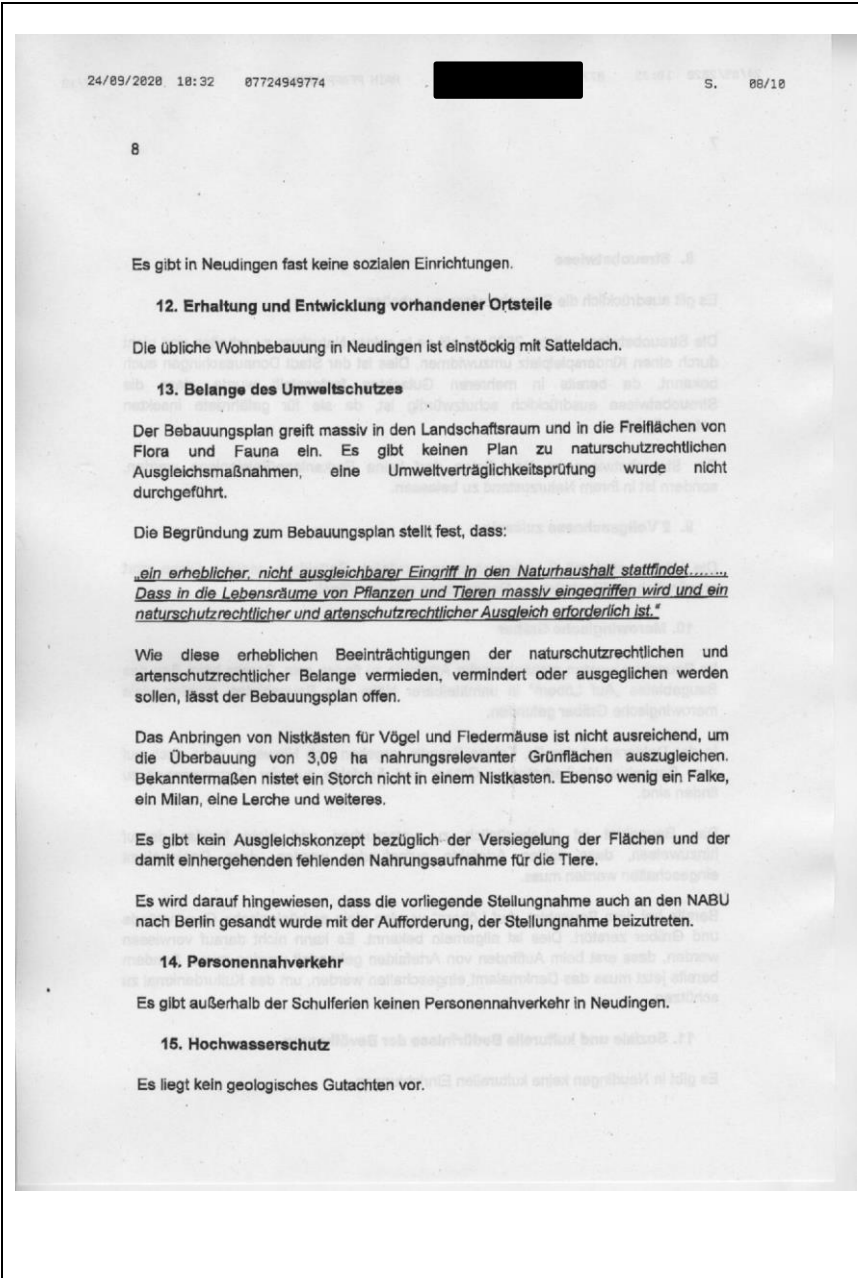 24/09/2020 10:32 07724949774 S. 08/10
8
Es gibt in Neudingen fast keine sozialen Einrichtungen.
12. Erhaltung und Entwicklung vorhandener Ortsteile
Die übliche Wohnbebauung in Neudingen ist einstöckig mit Satteldach.
13. Belange des Umweltschutzes
Der Bebauungsplan greift massiv in den Landschaftsraum und in die Freiflächen von
Flora und Fauna ein. Es gibt keinen Plan zu naturschutzrechtlichen
Ausgleichsmaßnahmen, eine Umweltverträglichkeitsprüfung wurde nicht
durchgeführt.
Die Begründung zum Bebauungsplan stellt fest, dass:
„ein erheblicher, nicht ausgleichbarer Eingriff in den Naturhaushalt stattfindet.......,
Dass in die Lebensräume von Pflanzen und Tieren massiv eingegriffen wird und ein
naturschutzrechtlicher und artenschutzrechtlicher Ausgleich erforderlich ist."
Wie diese erheblichen Beeinträchtigungen der naturschutzrechtlichen und
artenschutzrechtlicher Belange vermieden, vermindert oder ausgeglichen werden
sollen, lässt der Bebauungsplan offen.
Das Anbringen von Nistkästen für Vögel und Fledermäuse ist nicht ausreichend, um
die Überbauung von 3,09 ha nahrungsrelevanter Grünflächen auszugleichen.
Bekanntermaßen nistet ein Storch nicht in einem Nistkasten. Ebenso wenig ein Falke,
ein Milan, eine Lerche und weiteres.
Es gibt kein Ausgleichskonzept bezüglich der Versiegelung der Flächen und der
damit einhergehenden fehlenden Nahrungsaufnahme für die Tiere.
Es wird darauf hingewiesen, dass die vorliegende Stellungnahme auch an den NABU
nach Berlin gesandt wurde mit der Aufforderung, der Stellungnahme beizutreten.
14. Personennahverkehr
Es gibt außerhalb der Schulferien keinen Personennahverkehr in Neudingen.
15. Hochwasserschutz
Es liegt kein geologisches Gutachten vor.